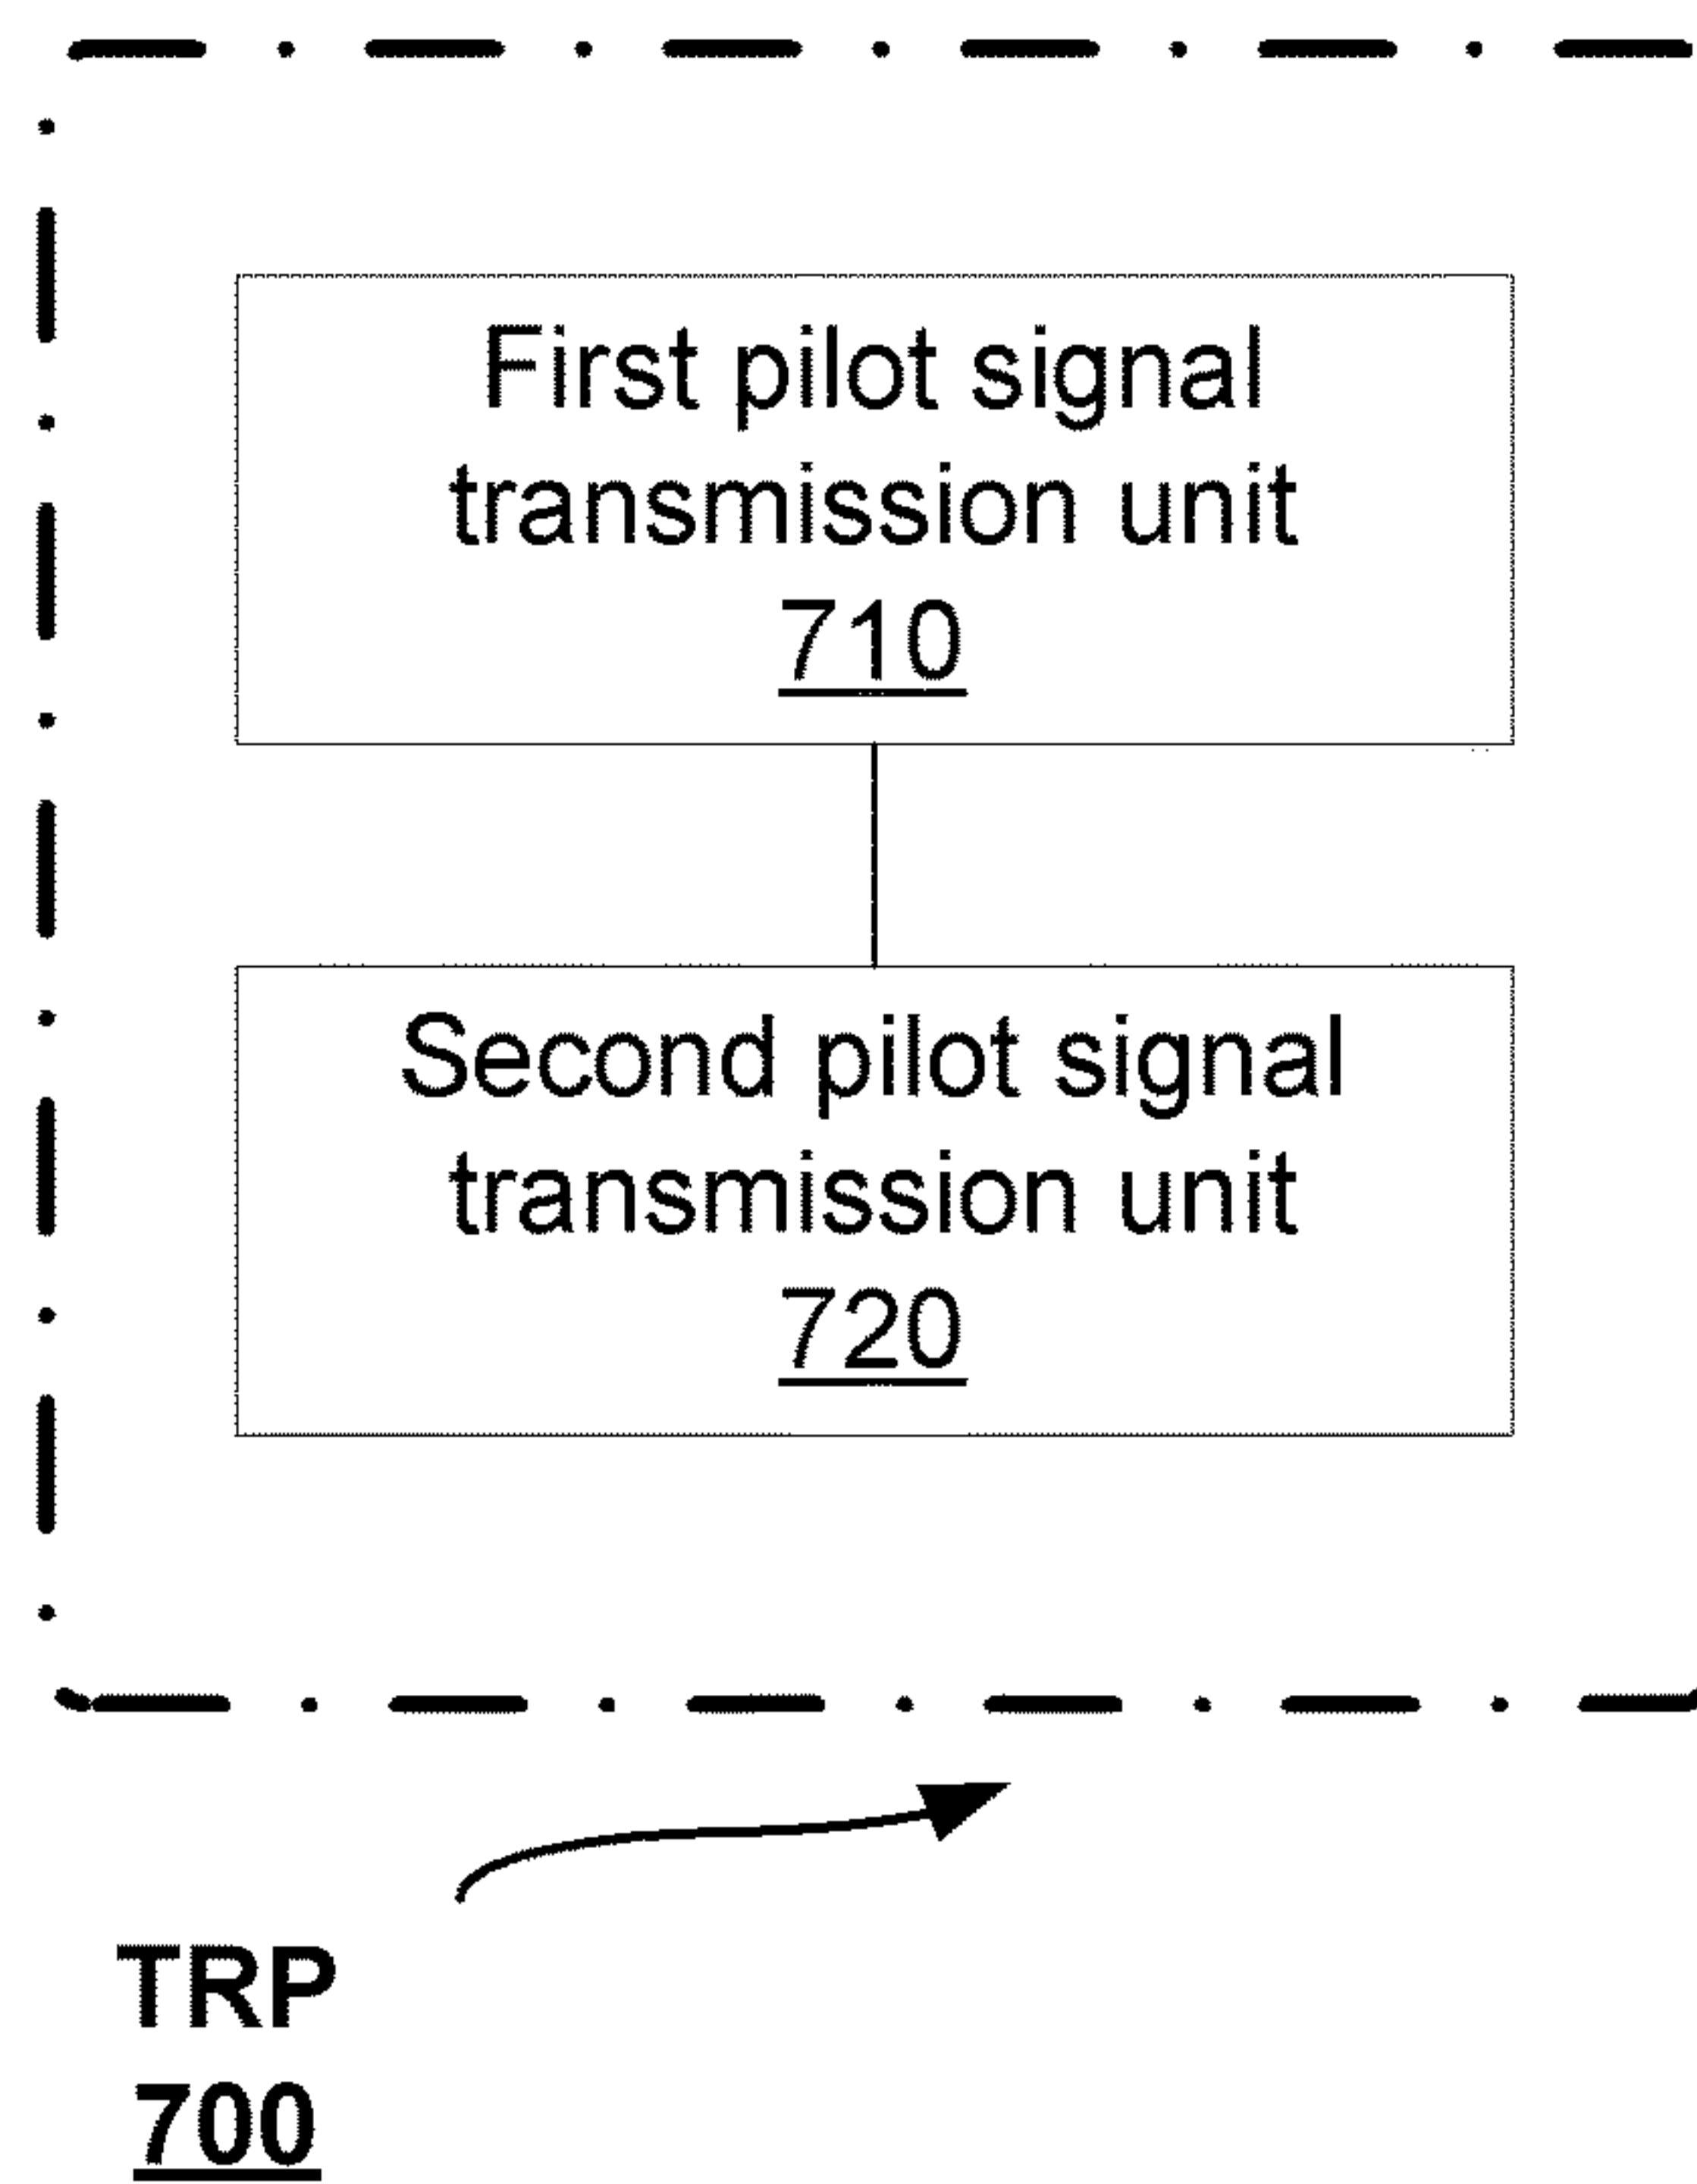 First pilot signal
transmission unit
710
Second pilot signal
transmission unit
720
TRP
700